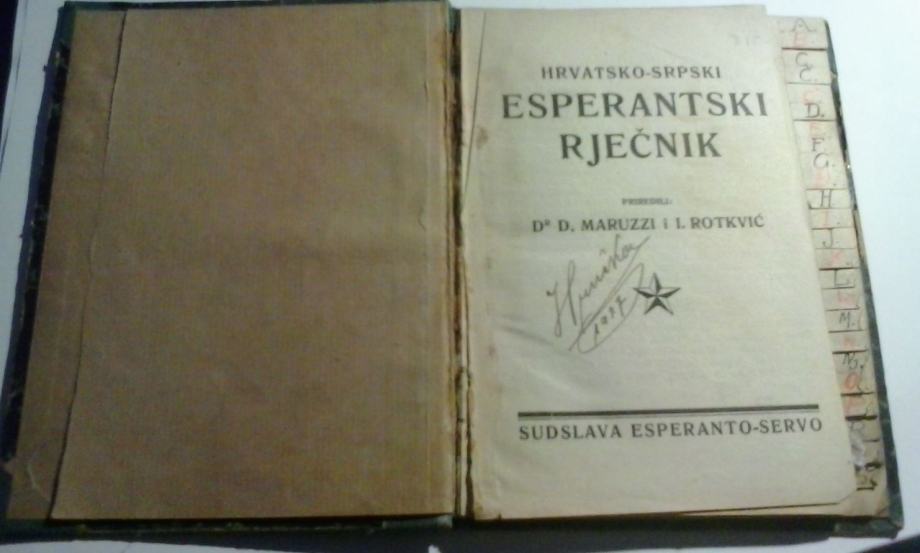 HRVATSKO-SRPSKI
ESPERANTSKI
RJEČNIK
PRIREDILI:
DR D. MARUZZI i I. ROTKVIĆ
SUDSLAVA ESPERANTO-SERVO
A
C.
Č.
D.
F.
G.
H
I.
J.
K.
L
M.
N.
O